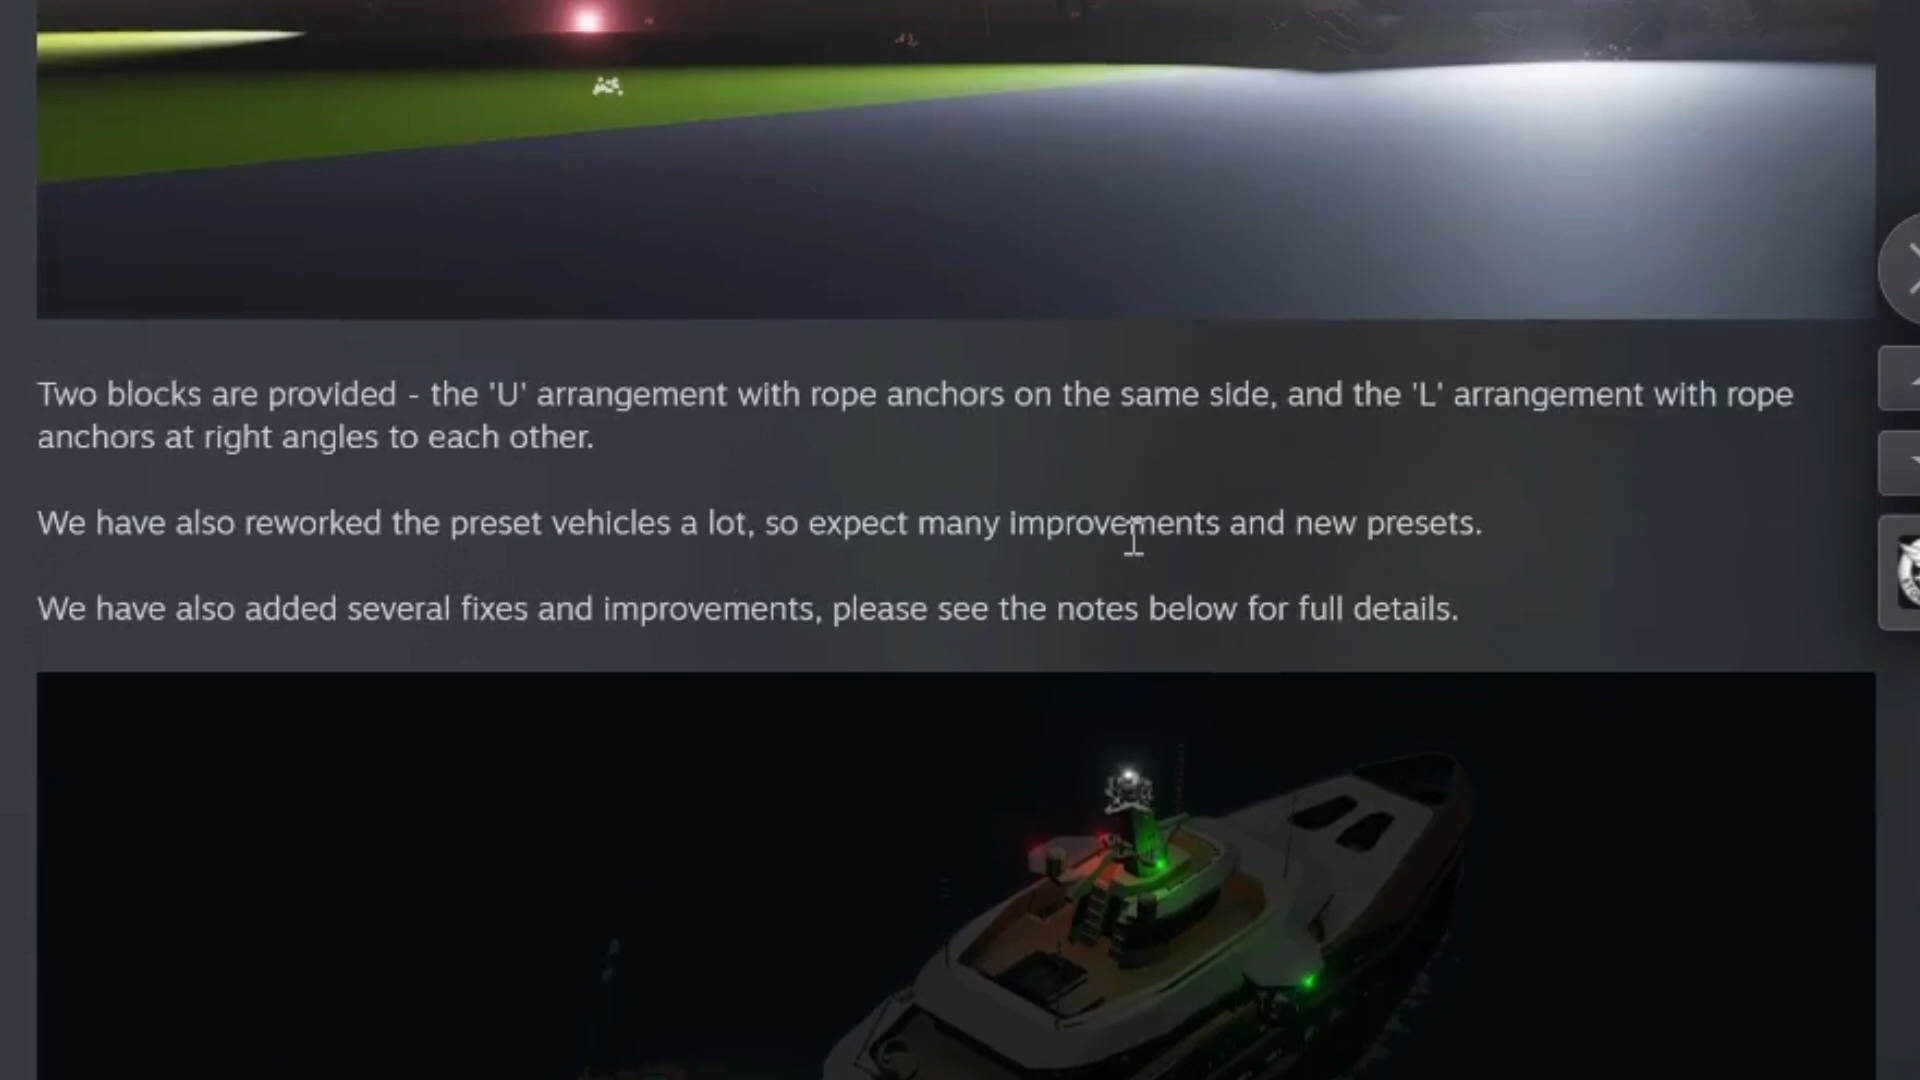 Two blocks are provided - the 'U' arrangement with rope anchors on the same side, and the 'L' arrangement with rope
anchors at right angles to each other.
We have also reworked the preset vehicles a lot, so expect many improvements and new presets.
We have also added several fixes and improvements, please see the notes below for full details.